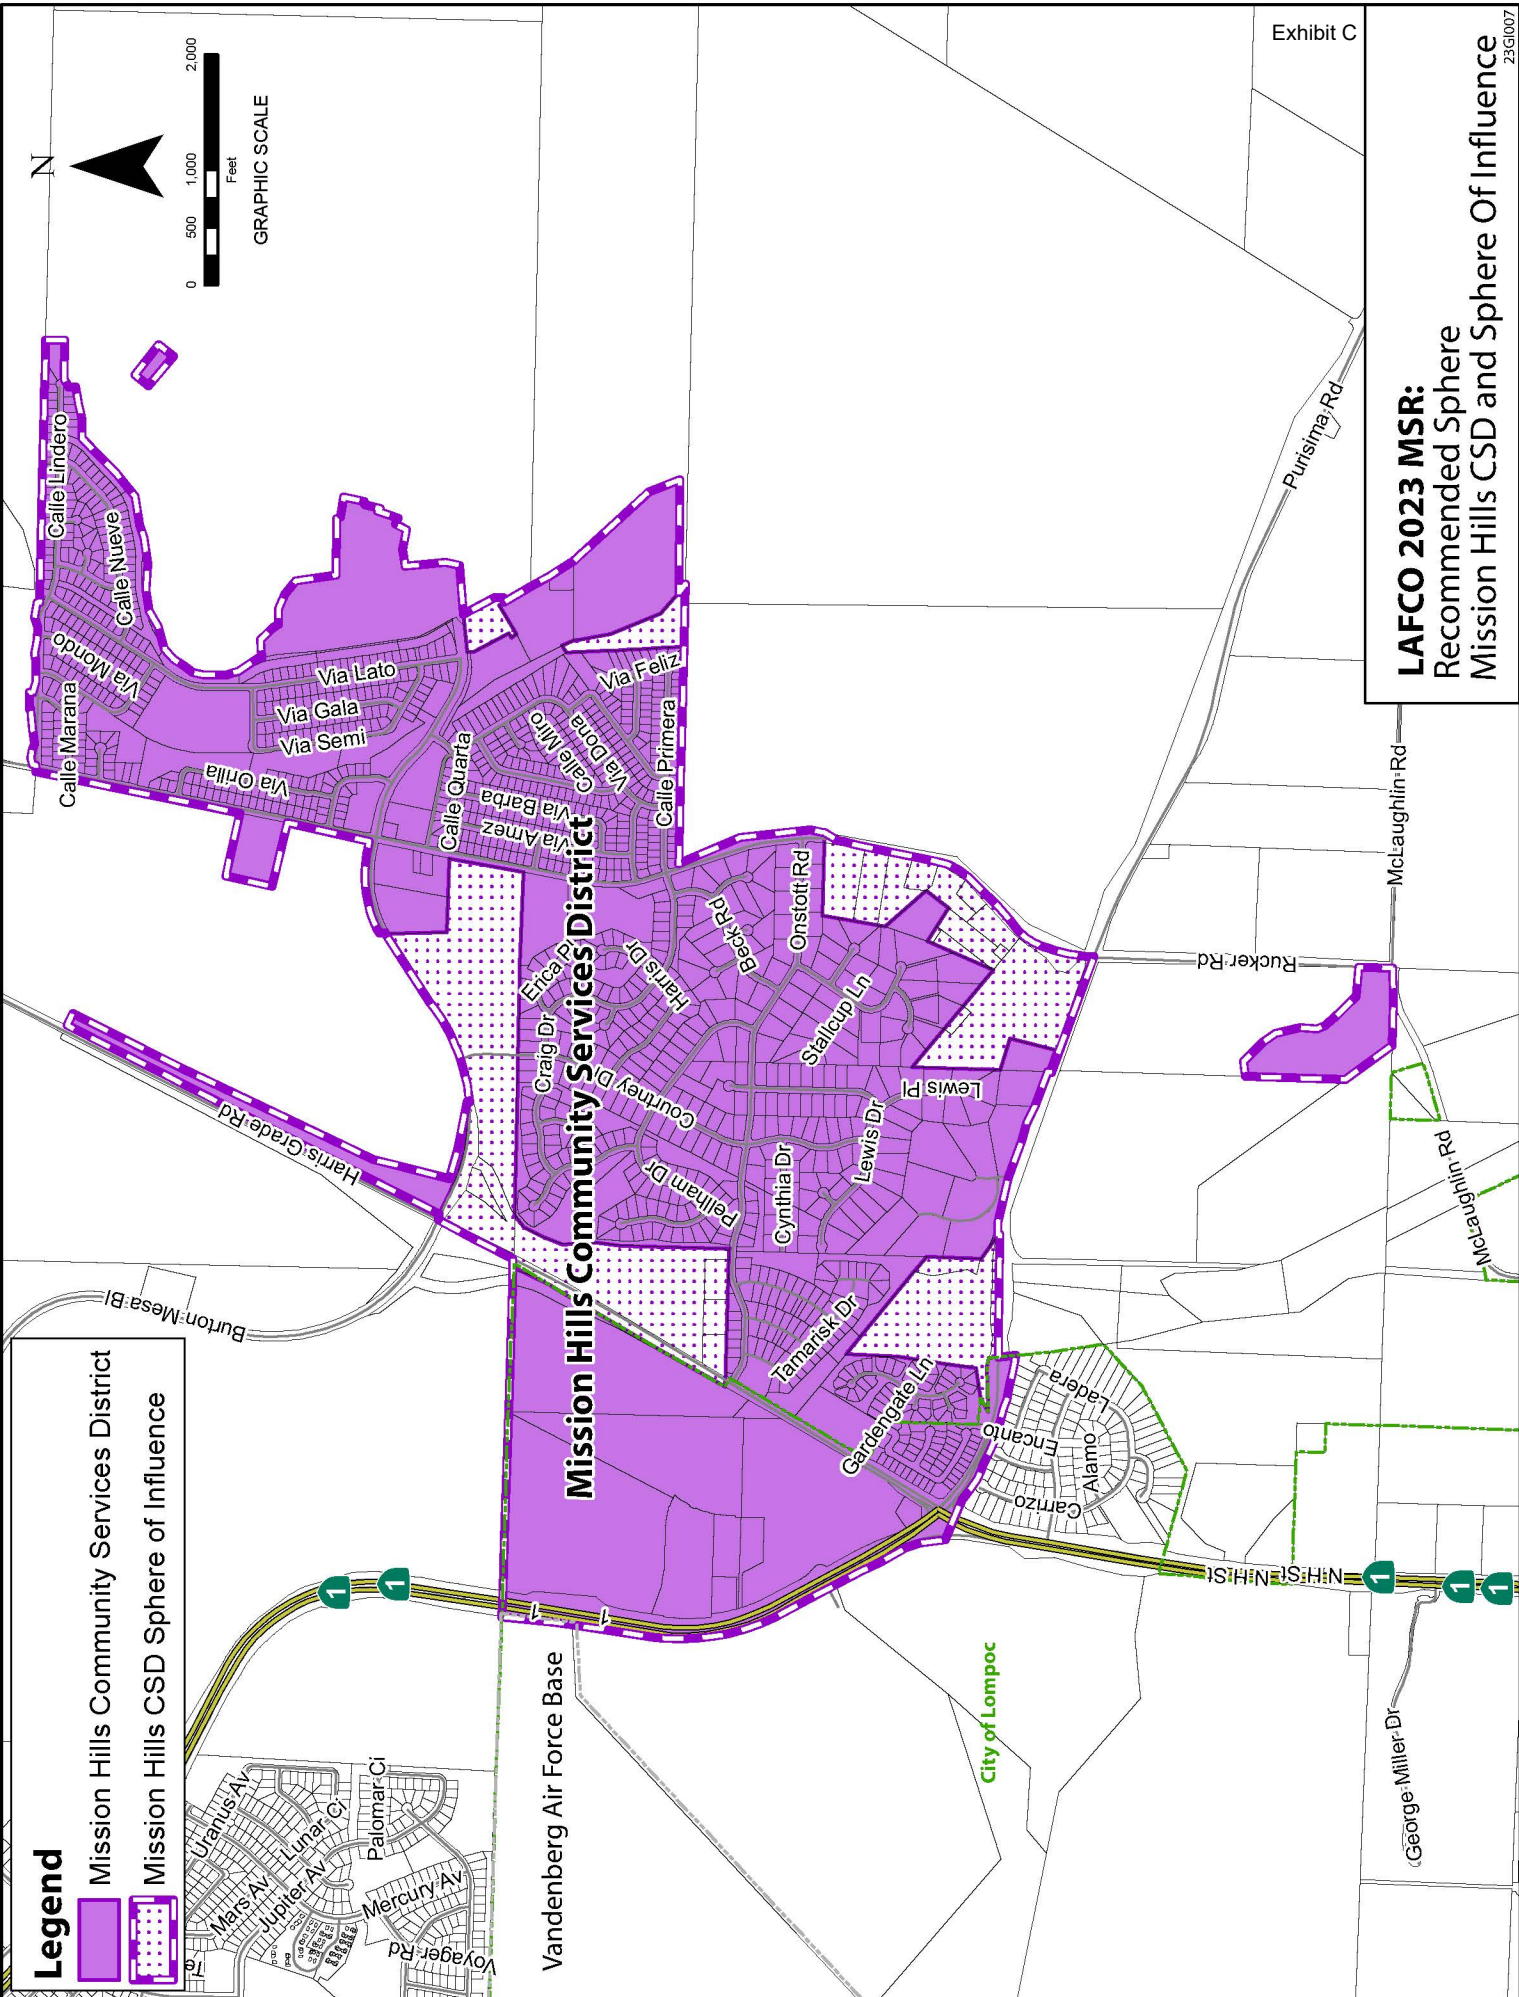 Exhibit C
N
0 500 1,000 2,000
Feet
GRAPHIC SCALE
Legend
Mission Hills Community Services District
Mission Hills CSD Sphere of Influence
Uranus Av
Mars Av
Lunar Ci
Jupiter Av
Palomar Ci
Mercury Av
Voyager Rd
Te
Vandenberg Air Force Base
City of Lompoc
Burton Mesa Bl
Harris Grade Rd
1
1
1
1
Mission Hills Community Services District
Calle Lindero
Calle Nueve
Via Mondo
Calle Marana
Via Lato
Via Gala
Via Semi
Via Orilla
Calle Quarta
Via Feliz
Calle Miro
Via Dona
Calle Primera
Via Barba
Via Arnez
Erica Pl
Harris Dr
Craig Dr
Courtney Dr
Beck Rd
Onstott Rd
Stallcup Ln
Lewis Pl
Lewis Dr
Cynthia Dr
Pellham Dr
Tamarisk Dr
Gardengate Ln
Encanto
Ladera
Alamo
Carrizo
N H St
N H St
1
1
1
George Miller Dr
Purisima Rd
Rucker Rd
McLaughlin Rd
McLaughlin Rd
LAFCO 2023 MSR:
Recommended Sphere
Mission Hills CSD and Sphere Of Influence
23GI007